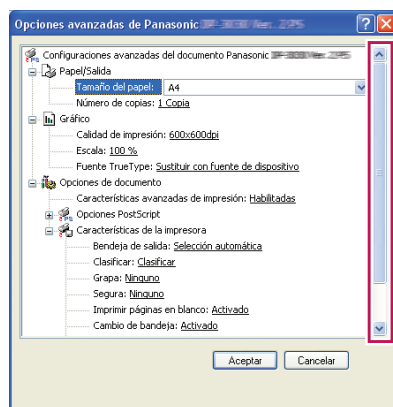 Opciones avanzadas de Panasonic
Configuraciones avanzadas del documento Panasonic
Papel/Salida
Tamaño del papel: A4
Número de copias: 1 Copia
Gráfico
Calidad de impresión: 600x600dpi
Escala: 100 %
Fuente TrueType: Sustituir con fuente de dispositivo
Opciones de documento
Características avanzadas de impresión: Habilitadas
Opciones PostScript
Características de la impresora
Bendeja de salida: Selección automática
Clasificar: Clasificar
Grapa: Ninguno
Segura: Ninguno
Imprimir páginas en blanco: Activado
Cambio de bandeja: Activado
Aceptar Cancelar